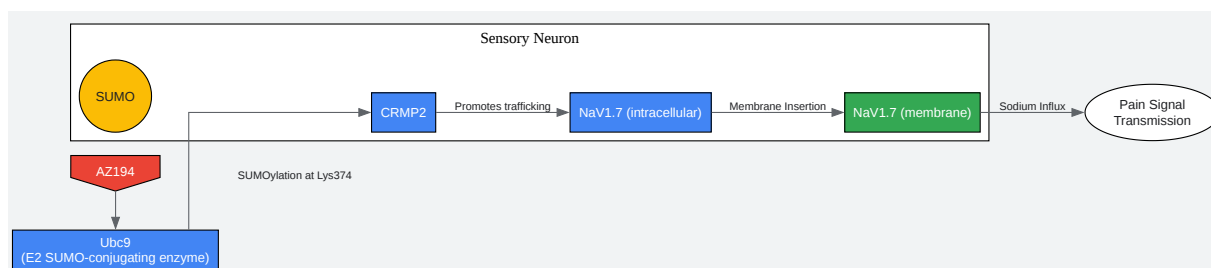 Sensory Neuron
SUMO
CRMP2
Promotes trafficking
NaV1.7 (intracellular)
Membrane Insertion
NaV1.7 (membrane)
Sodium Influx
Pain Signal
Transmission
AZ194
SUMOylation at Lys374
Ubc9
(E2 SUMO-conjugating enzyme)